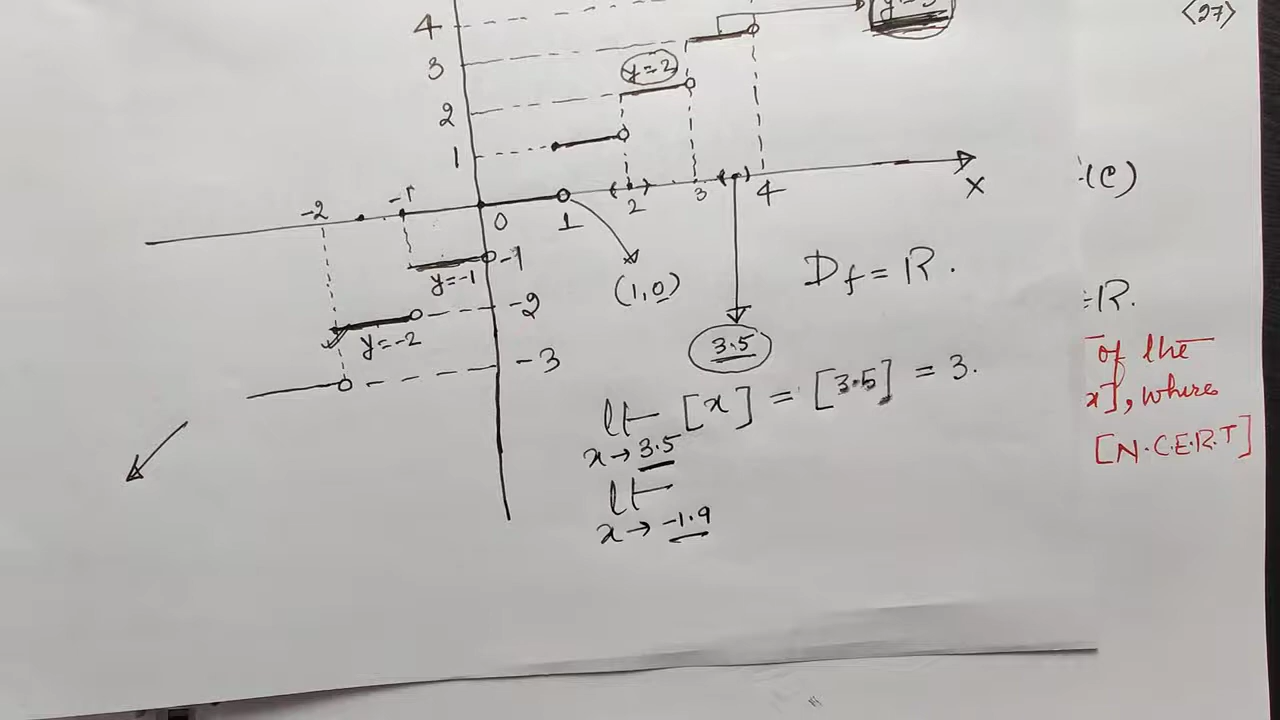 4
<27>
3
y=2
2
1
-(C)
-2
-1
0
1
2
3
4
X
-1
y=-1
(1,0)
Df=R.
=R.
-2
y=-2
3.5
of the
-3
lt [x] = [3.5] = 3.
x→3.5
x], where
[N.C.E.R.T]
lt
x→-1.9